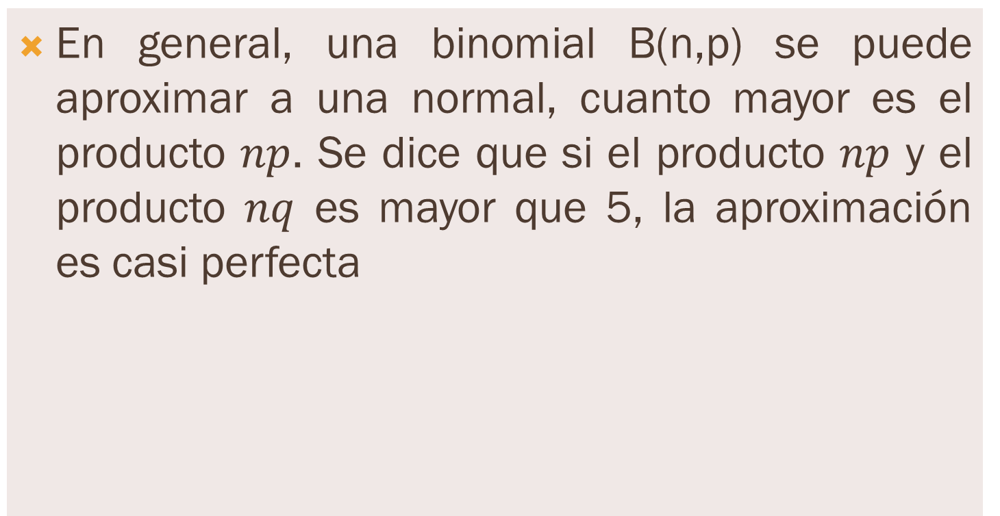 En general, una binomial B(n,p) se puede
aproximar a una normal, cuanto mayor es el
producto np. Se dice que si el producto np y el
producto nq es mayor que 5, la aproximación
es casi perfecta